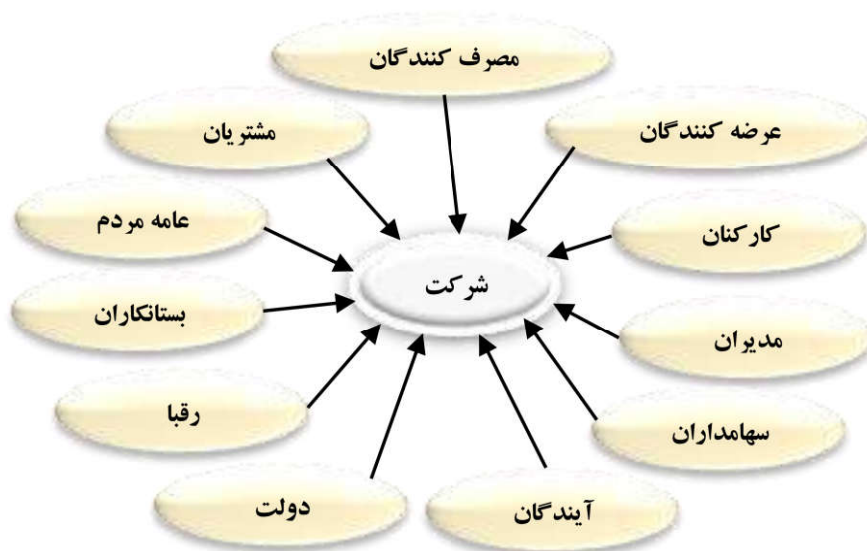 مصرف کنندگان
عرضه کنندگان
مشتریان
کارکنان
عامه مردم
شرکت
بستانکاران
مدیران
رقبا
سهامداران
دولت
آیندگان